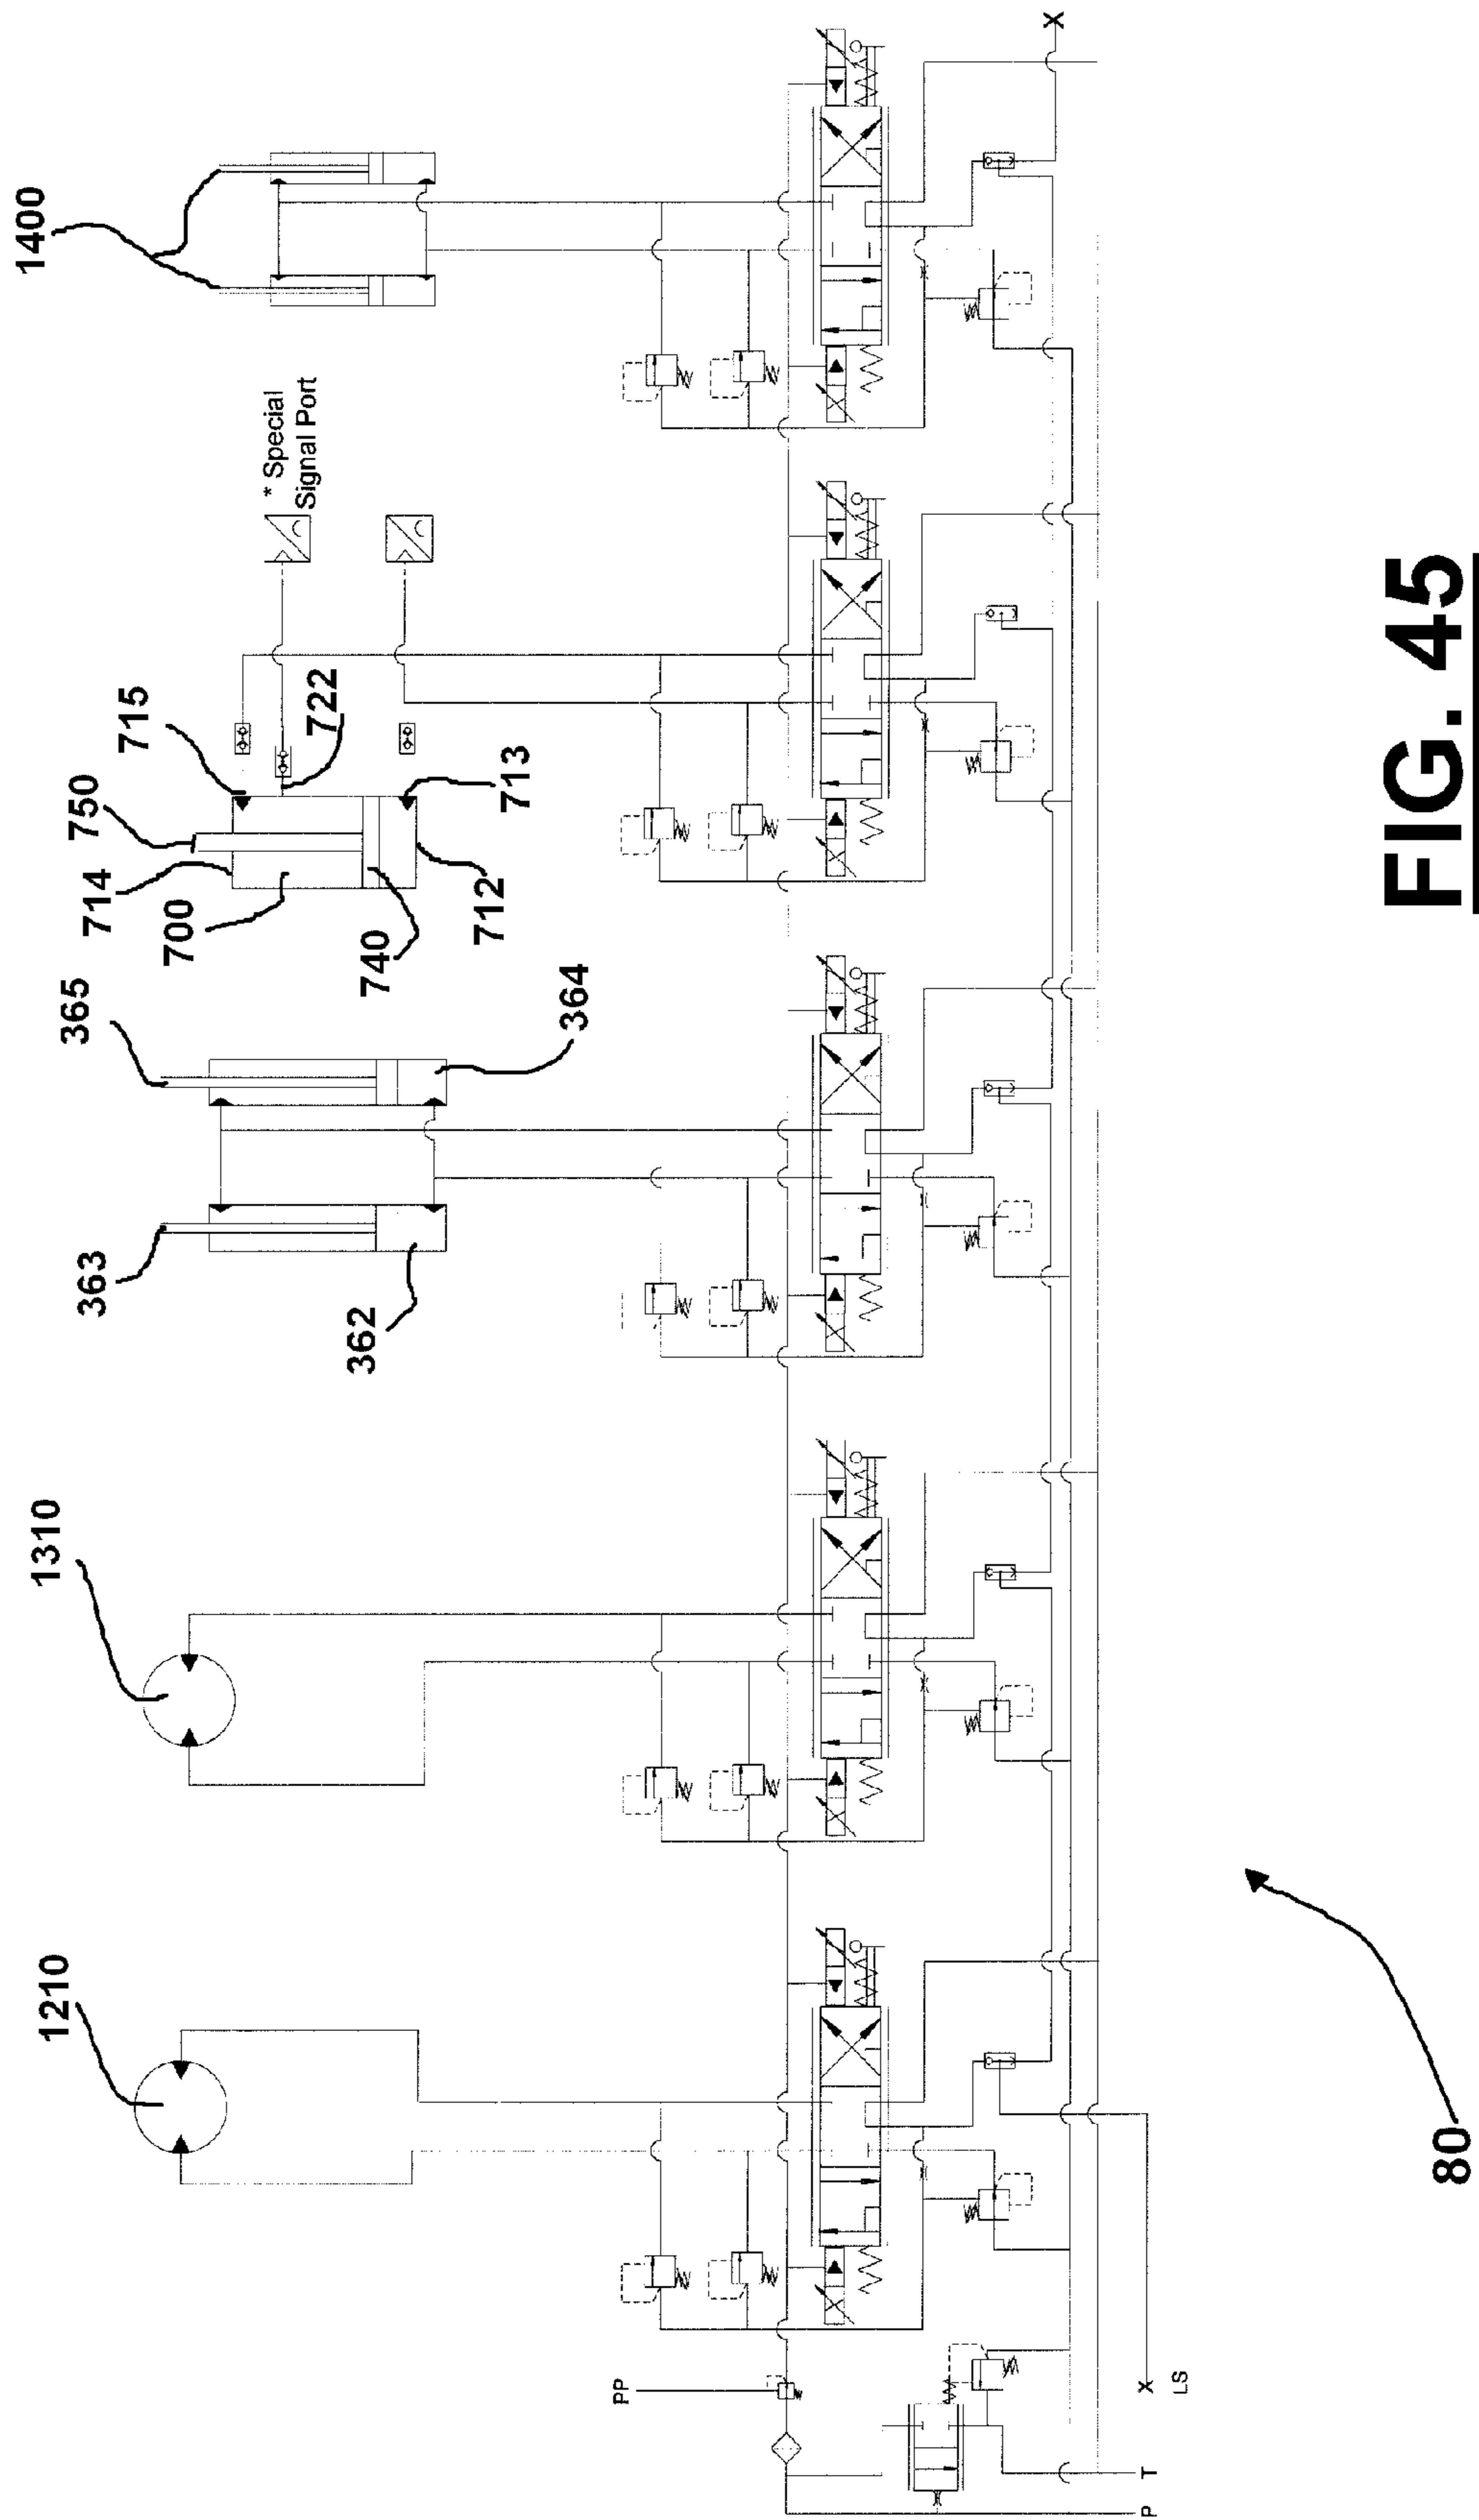 1400
* Special
Signal Port
715
722
750
713
714
700
712
740
365
364
363
362
1310
1210
PP
X
X
LS
T
P
80
FIG. 45